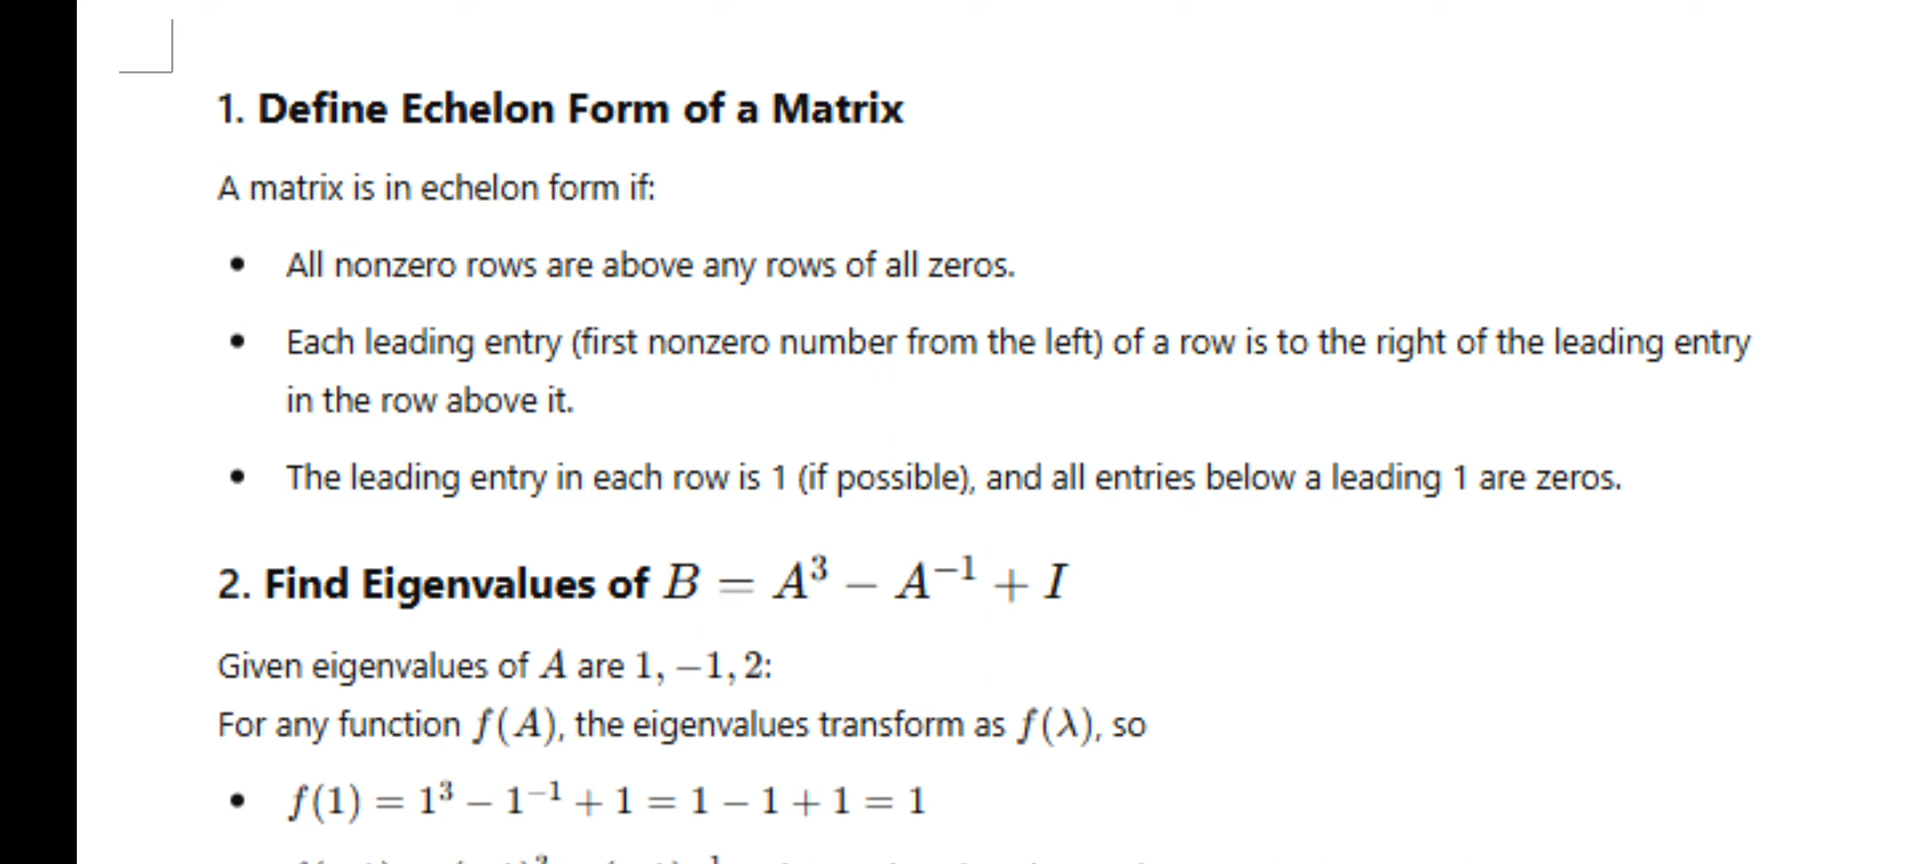 1. Define Echelon Form of a Matrix
A matrix is in echelon form if:
• All nonzero rows are above any rows of all zeros.
• Each leading entry (first nonzero number from the left) of a row is to the right of the leading entry
in the row above it.
• The leading entry in each row is 1 (if possible), and all entries below a leading 1 are zeros.
2. Find Eigenvalues of B = A³ − A⁻¹ + I
Given eigenvalues of A are 1, −1, 2:
For any function f(A), the eigenvalues transform as f(λ), so
• f(1) = 1³ − 1⁻¹ + 1 = 1 − 1 + 1 = 1